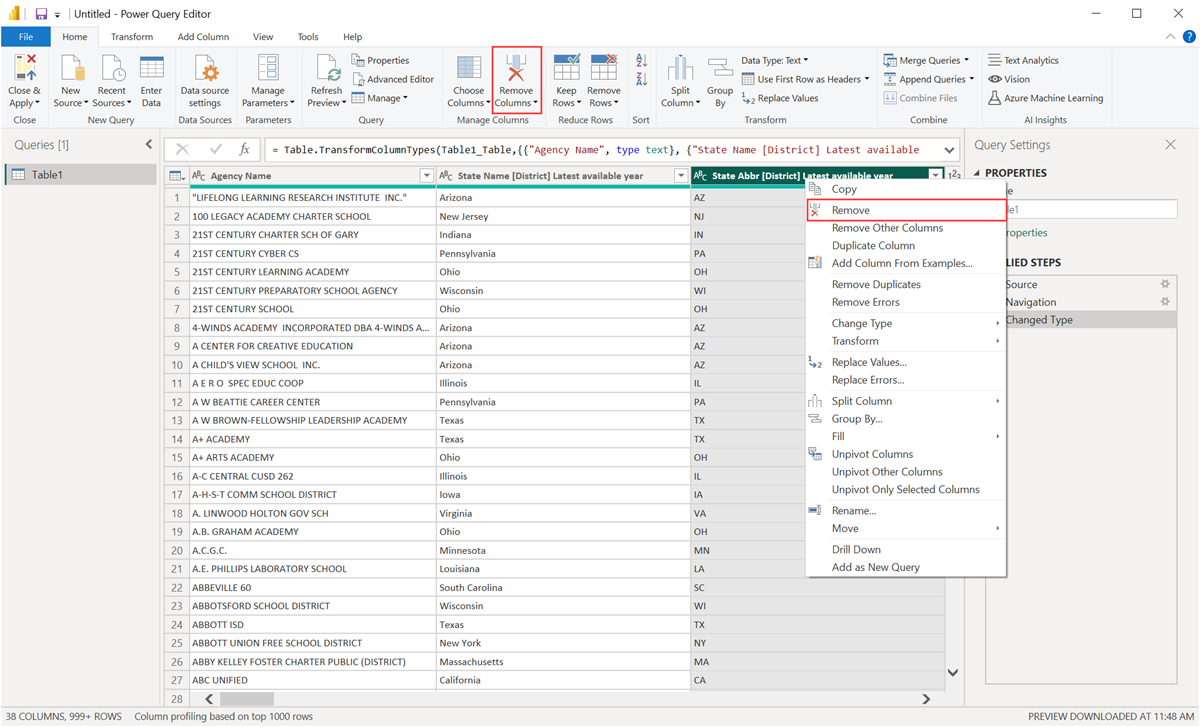 Untitled - Power Query Editor
File Home Transform Add Column View Tools Help
Close & Apply
New Source
Recent Sources
Enter Data
Data source settings
Manage Parameters
Refresh Preview
Properties
Advanced Editor
Manage
Choose Columns
Remove Columns
Keep Rows
Remove Rows
Split Column
Group By
Data Type: Text
Use First Row as Headers
Replace Values
Merge Queries
Append Queries
Combine Files
Text Analytics
Vision
Azure Machine Learning
Close New Query Data Sources Parameters Query Manage Columns Reduce Rows Sort Transform Combine AI Insights
Queries [1]
Table1
fx = Table.TransformColumnTypes(Table1_Table,{{"Agency Name", type text}, {"State Name [District] Latest available
Agency Name State Name [District] Latest available year State Abbr [District] Latest available year
1 "LIFELONG LEARNING RESEARCH INSTITUTE INC." Arizona AZ
2 100 LEGACY ACADEMY CHARTER SCHOOL New Jersey NJ
3 21ST CENTURY CHARTER SCH OF GARY Indiana IN
4 21ST CENTURY CYBER CS Pennsylvania PA
5 21ST CENTURY LEARNING ACADEMY Ohio OH
6 21ST CENTURY PREPARATORY SCHOOL AGENCY Wisconsin WI
7 21ST CENTURY SCHOOL Ohio OH
8 4-WINDS ACADEMY INCORPORATED DBA 4-WINDS A... Arizona AZ
9 A CENTER FOR CREATIVE EDUCATION Arizona AZ
10 A CHILD'S VIEW SCHOOL INC. Arizona AZ
11 A E R O SPEC EDUC COOP Illinois IL
12 A W BEATTIE CAREER CENTER Pennsylvania PA
13 A W BROWN-FELLOWSHIP LEADERSHIP ACADEMY Texas TX
14 A+ ACADEMY Texas TX
15 A+ ARTS ACADEMY Ohio OH
16 A-C CENTRAL CUSD 262 Illinois IL
17 A-H-S-T COMM SCHOOL DISTRICT Iowa IA
18 A. LINWOOD HOLTON GOV SCH Virginia VA
19 A.B. GRAHAM ACADEMY Ohio OH
20 A.C.G.C. Minnesota MN
21 A.E. PHILLIPS LABORATORY SCHOOL Louisiana LA
22 ABBEVILLE 60 South Carolina SC
23 ABBOTSFORD SCHOOL DISTRICT Wisconsin WI
24 ABBOTT ISD Texas TX
25 ABBOTT UNION FREE SCHOOL DISTRICT New York NY
26 ABBY KELLEY FOSTER CHARTER PUBLIC (DISTRICT) Massachusetts MA
27 ABC UNIFIED California CA
28
Copy
Remove
Remove Other Columns
Duplicate Column
Add Column From Examples...
Remove Duplicates
Remove Errors
Change Type
Transform
Replace Values...
Replace Errors...
Split Column
Group By...
Fill
Unpivot Columns
Unpivot Other Columns
Unpivot Only Selected Columns
Rename...
Move
Drill Down
Add as New Query
Query Settings
PROPERTIES
e
le1
roperties
LIED STEPS
Source
Navigation
Changed Type
38 COLUMNS, 999+ ROWS Column profiling based on top 1000 rows PREVIEW DOWNLOADED AT 11:48 AM